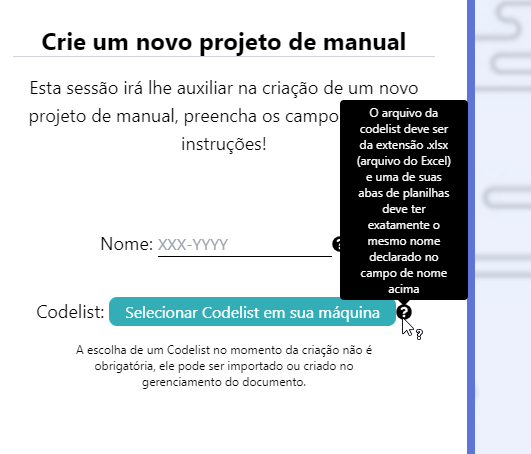 Crie um novo projeto de manual
Esta sessão irá lhe auxiliar na criação de um novo
projeto de manual, preencha os campo
instruções!
O arquivo da
codelist deve ser
da extensão .xlsx
(arquivo do Excel)
e uma de suas
abas de planilhas
deve ter
exatamente o
mesmo nome
declarado no
campo de nome
acima
Nome: XXX-YYYY
Codelist: Selecionar Codelist em sua máquina ?
A escolha de um Codelist no momento da criação não é
obrigatória, ele pode ser importado ou criado no
gerenciamento do documento.